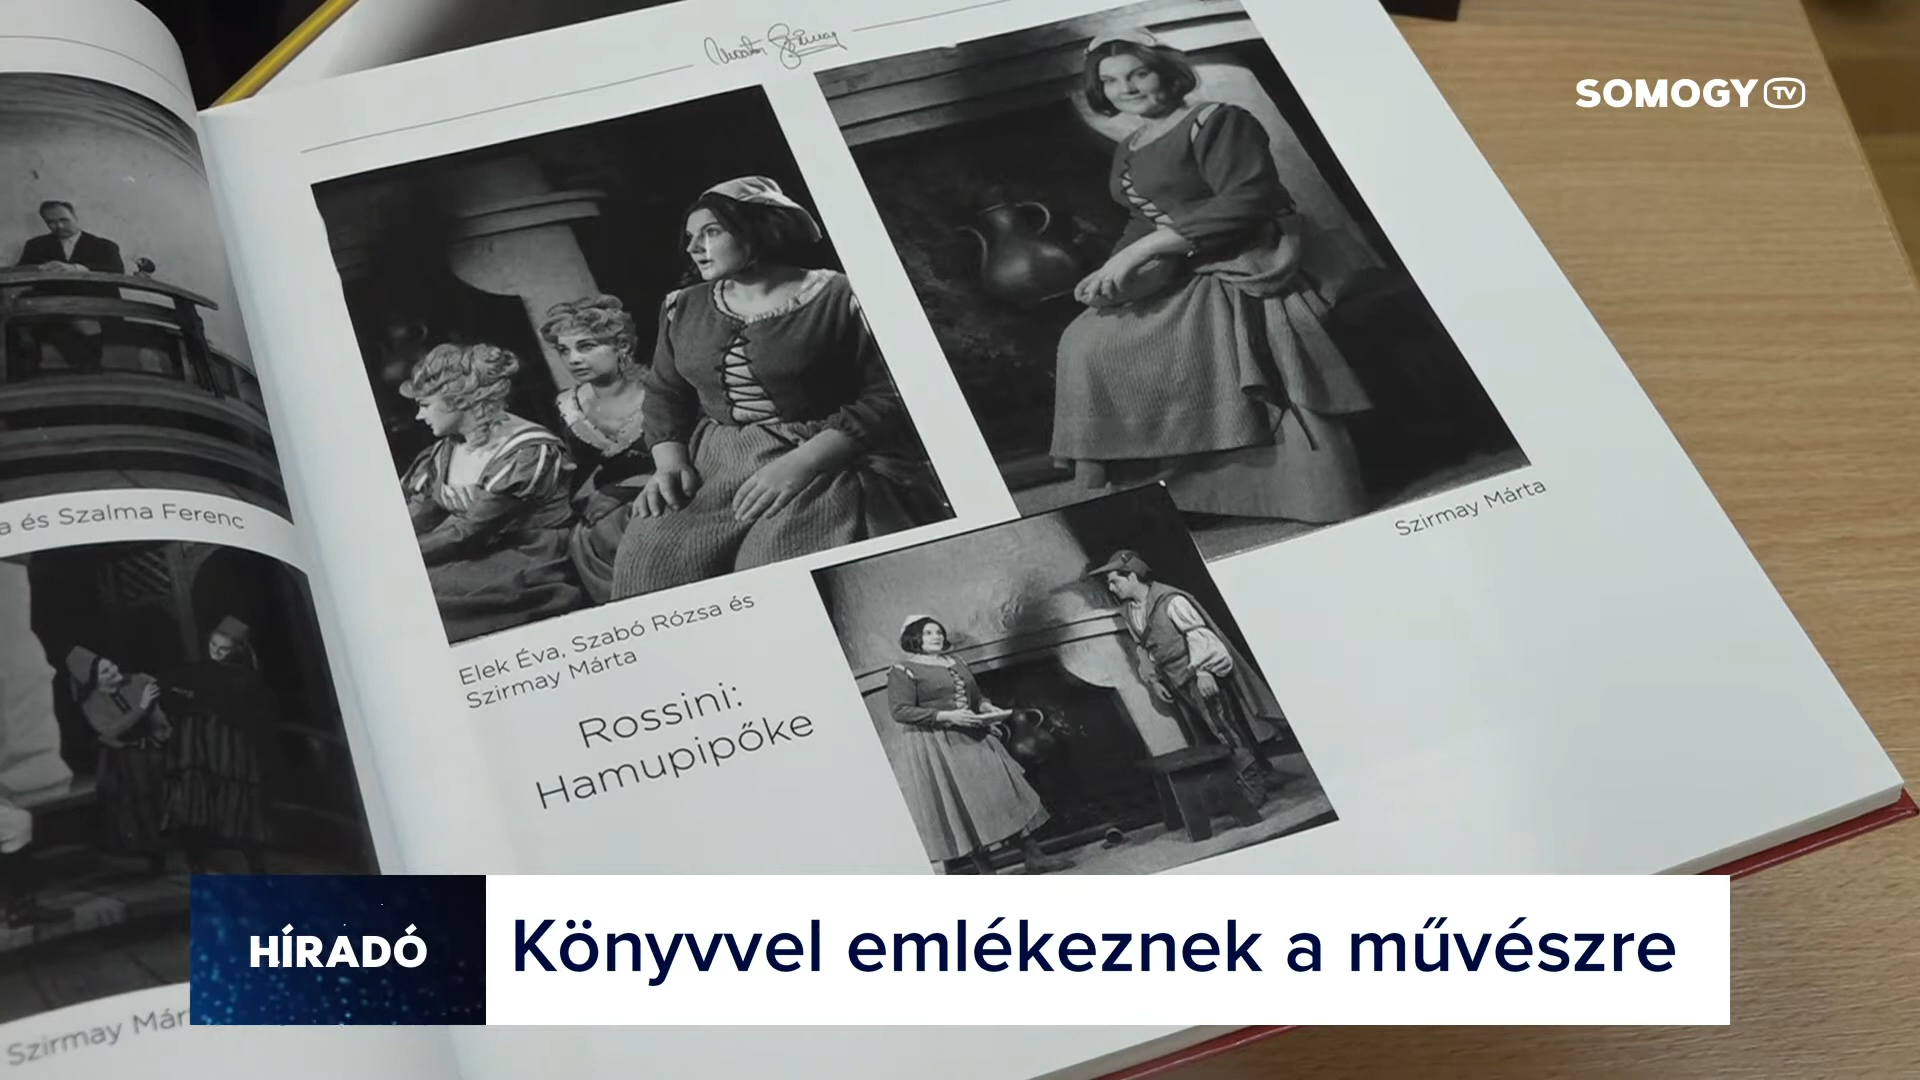 SOMOGY TV
a és Szalma Ferenc
Szirmay Márta
Elek Éva, Szabó Rózsa és
Szirmay Márta
Rossini:
Hamupipőke
Szirmay Már
HÍRADÓ
Könyvvel emlékeznek a művészre